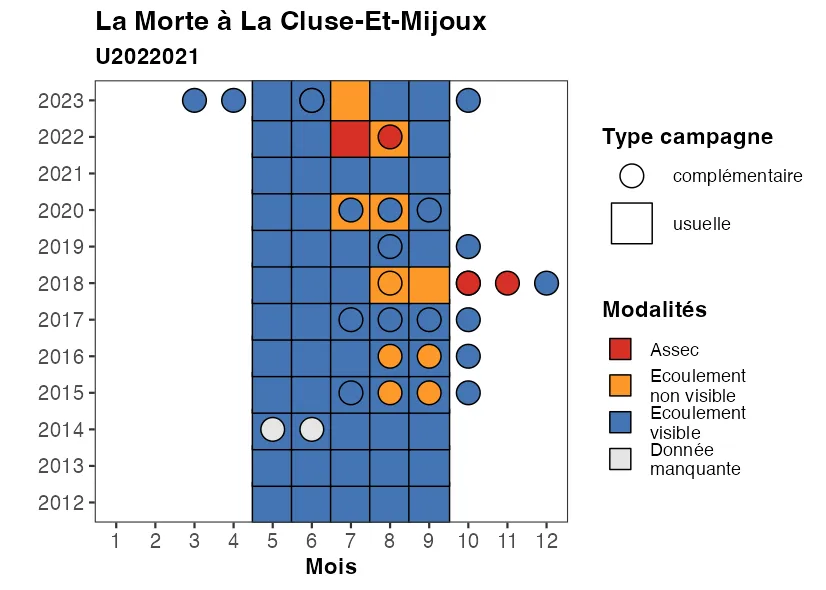 La Morte à La Cluse-Et-Mijoux
U2022021
2023
2022
2021
2020
2019
2018
2017
2016
2015
2014
2013
2012
1 2 3 4 5 6 7 8 9 10 11 12
Mois
Type campagne
complémentaire
usuelle
Modalités
Assec
Ecoulement
non visible
Ecoulement
visible
Donnée
manquante